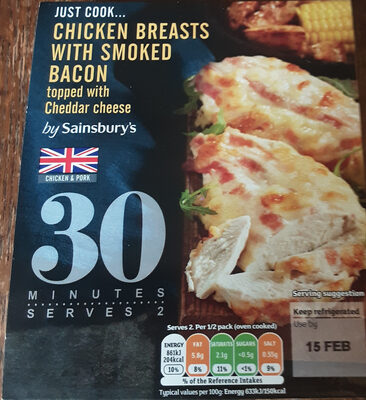 JUST COOK...
CHICKEN BREASTS
WITH SMOKED
BACON
topped with
Cheddar cheese
by Sainsbury's
CHICKEN & PORK
30
MINUTES
SERVES 2
Serving suggestion
Keep refrigerated
Use by
15 FEB
Serves 2. Per 1/2 pack (oven cooked)
ENERGY FAT SATURATES SUGARS SALT
861kJ 204kcal 5.8g 2.1g <0.5g 0.55g
10% 8% 11% <1% 9%
% of the Reference Intakes
Typical values per 100g: Energy 633kJ/150kcal